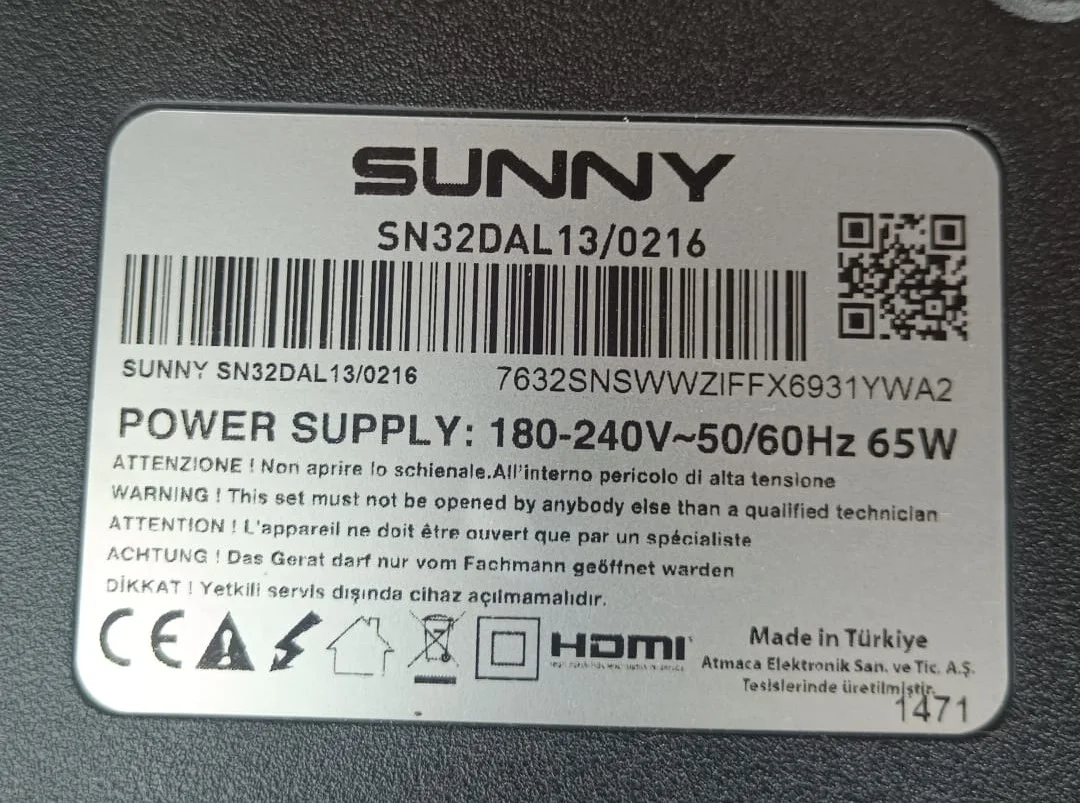 SUNNY
SN32DAL13/0216
SUNNY SN32DAL13/0216 7632SNSWWZIFFX6931YWA2
POWER SUPPLY: 180-240V~50/60Hz 65W
ATTENZIONE ! Non aprire lo schienale.All'interno pericolo di alta tensione
WARNING ! This set must not be opened by anybody else than a qualified technician
ATTENTION ! L'appareil ne doit être ouvert que par un spécialiste
ACHTUNG ! Das Gerat darf nur vom Fachmann geöffnet warden
DİKKAT ! Yetkili servis dışında cihaz açılmamalıdır.
CE HDMI
Made in Türkiye
Atmaca Elektronik San. ve Tic. A.Ş.
Tesislerinde üretilmiştir.
1471